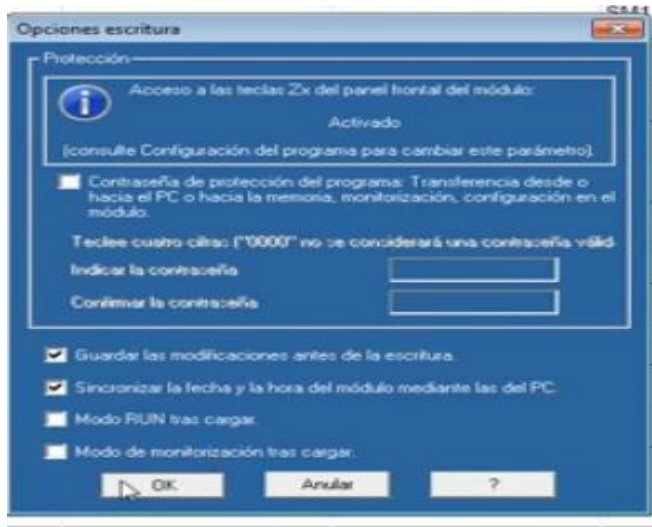 SM1
Opciones escritura
Protección
Acceso a las teclas Zx del panel frontal del módulo:
Activado
(consulte Configuración del programa para cambiar este parámetro).
Contraseña de protección del programa: Transferencia desde o
hacia el PC o hacia la memoria, monitorización, configuración en el
módulo.
Teclee cuatro cifras ("0000" no se considerará una contraseña válid
Indicar la contraseña
Confirmar la contraseña
Guardar las modificaciones antes de la escritura.
Sincronizar la fecha y la hora del módulo mediante las del PC.
Modo RUN tras cargar.
Modo de monitorización tras cargar.
OK Anular ?